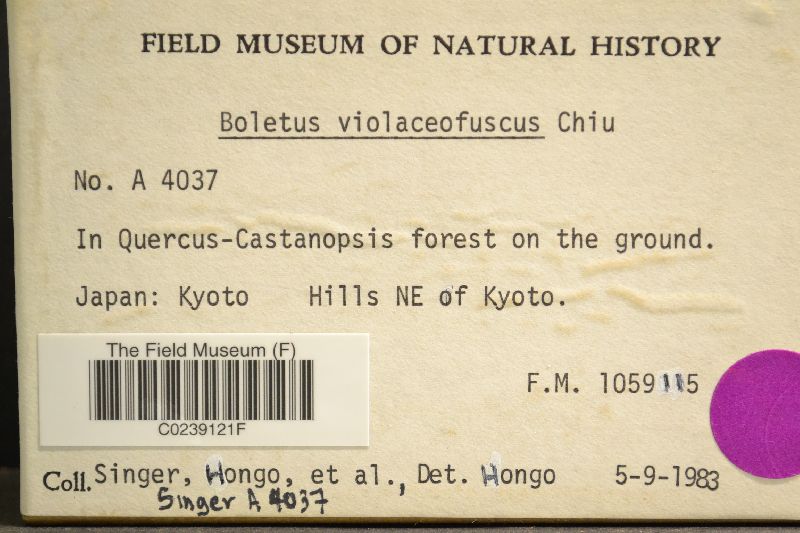 FIELD MUSEUM OF NATURAL HISTORY
Boletus violaceofuscus Chiu
No. A 4037
In Quercus-Castanopsis forest on the ground.
Japan: Kyoto Hills NE of Kyoto.
The Field Museum (F)
C0239121F
F.M. 1059115
Coll. Singer, Hongo, et al., Det. Hongo 5-9-1983
Singer A 4037